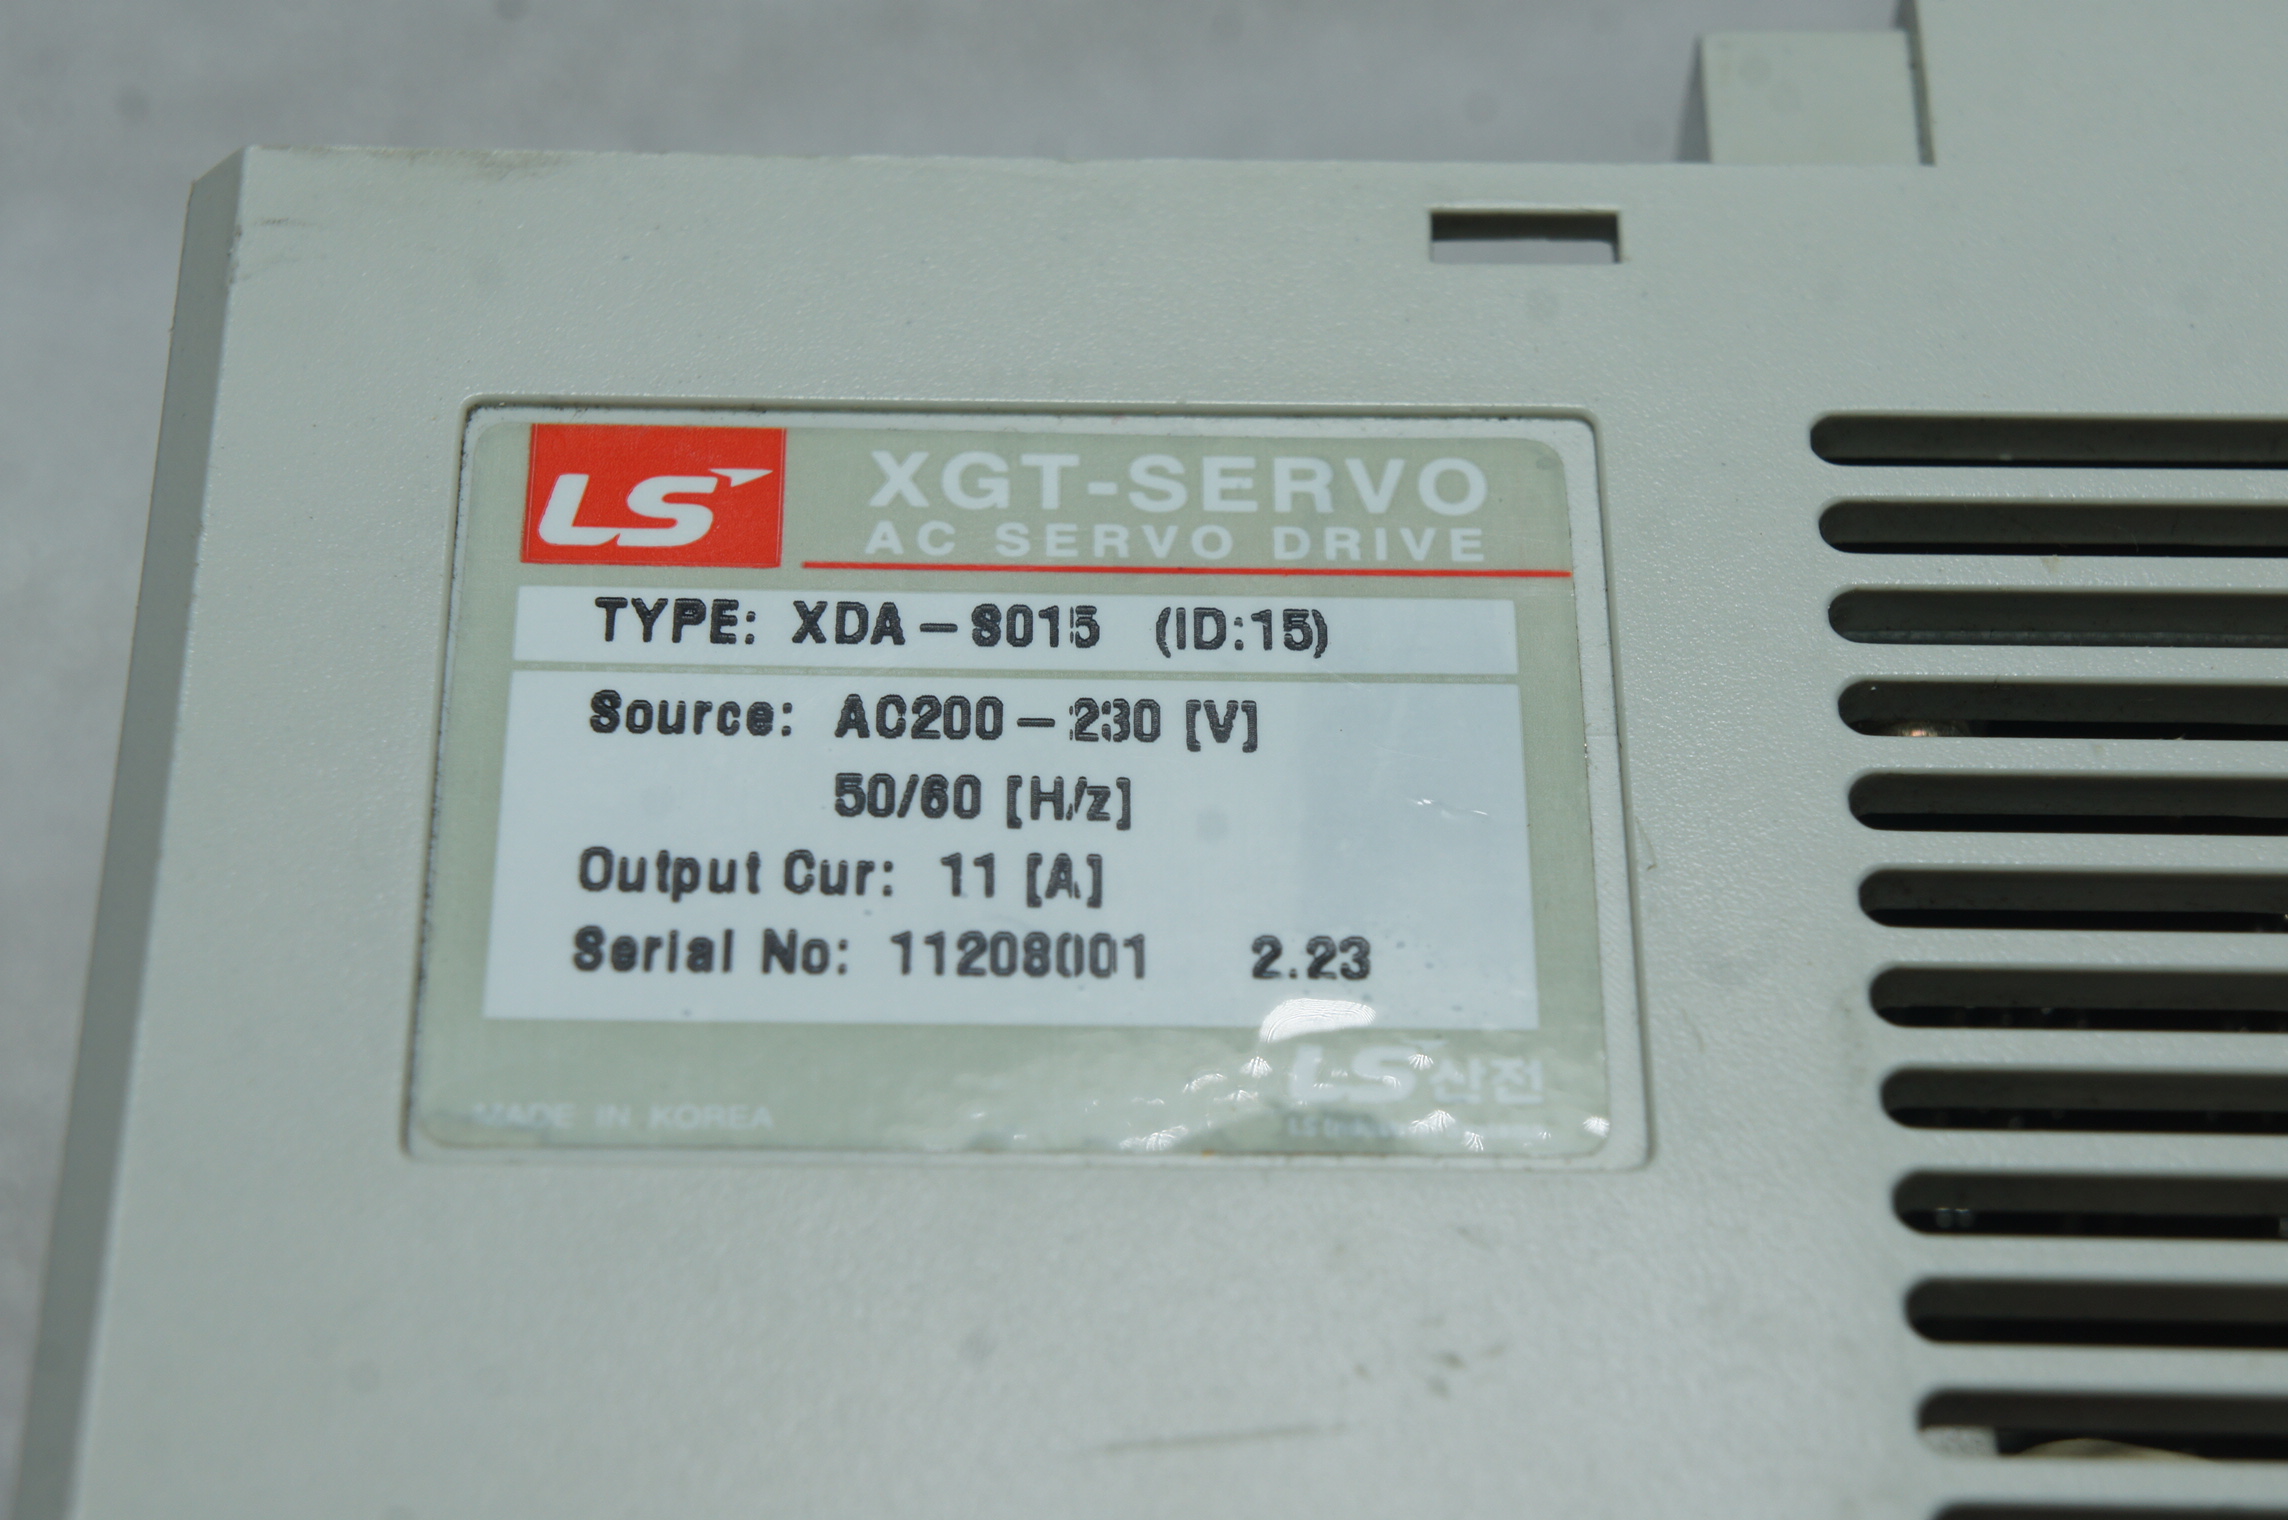 LS
XGT-SERVO
AC SERVO DRIVE
TYPE: XDA-S015 (ID:15)
Source: AC200-230 [V]
50/60 [H/z]
Output Cur: 11 [A]
Serial No: 11208001 2.23
LS산전
MADE IN KOREA
LS